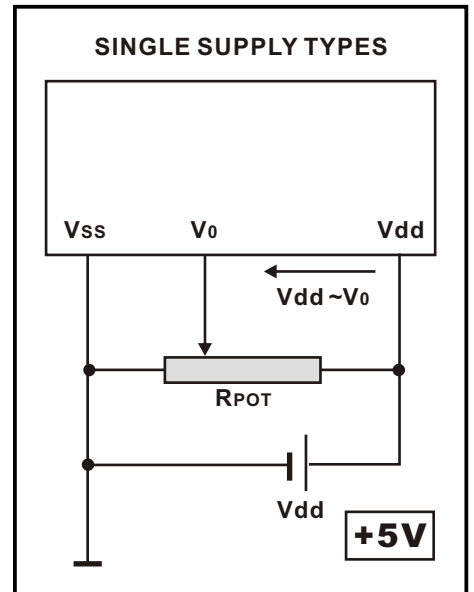 SINGLE SUPPLY TYPES
Vss V0 Vdd
Vdd ~V0
RPOT
Vdd
+5V